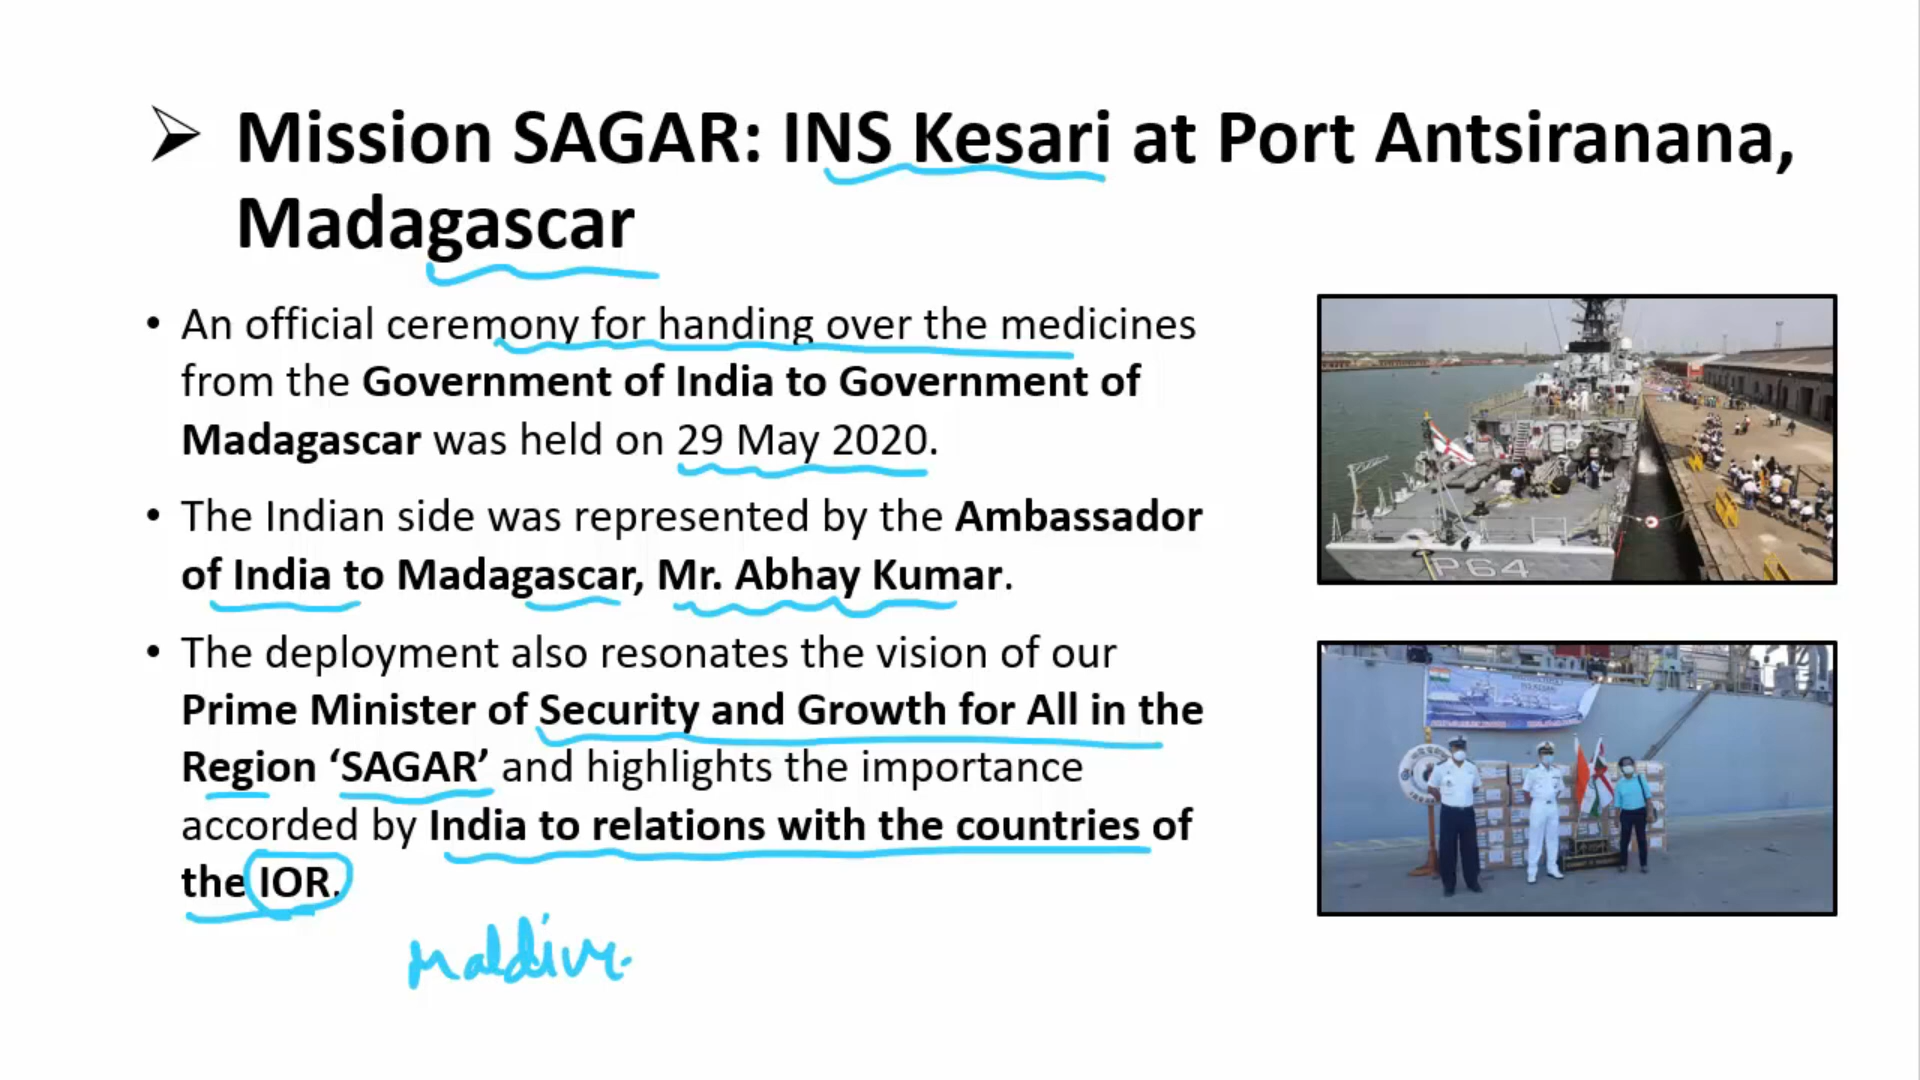 ➢ Mission SAGAR: INS Kesari at Port Antsiranana,
Madagascar
• An official ceremony for handing over the medicines
from the Government of India to Government of
Madagascar was held on 29 May 2020.
• The Indian side was represented by the Ambassador
of India to Madagascar, Mr. Abhay Kumar.
• The deployment also resonates the vision of our
Prime Minister of Security and Growth for All in the
Region ‘SAGAR’ and highlights the importance
accorded by India to relations with the countries of
the IOR.
P64